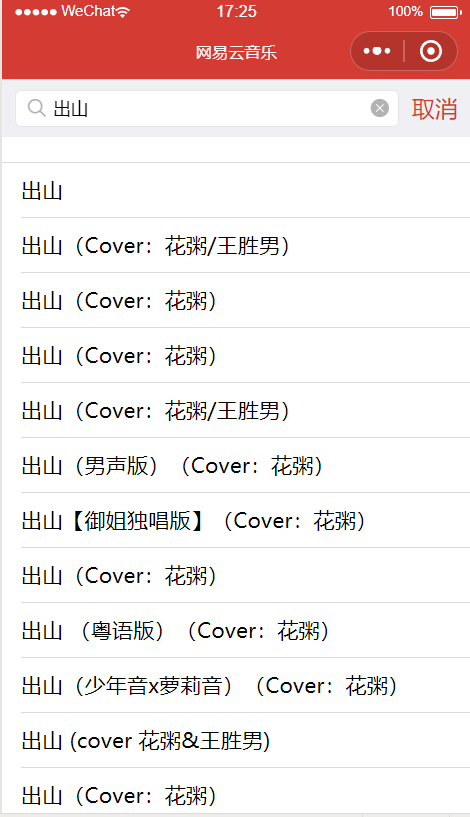 WeChat 17:25 100%
网易云音乐
出山 取消
出山
出山（Cover：花粥/王胜男）
出山（Cover：花粥）
出山（Cover：花粥）
出山（Cover：花粥/王胜男）
出山（男声版）（Cover：花粥）
出山【御姐独唱版】（Cover：花粥）
出山（Cover：花粥）
出山 （粤语版）（Cover：花粥）
出山（少年音x萝莉音）（Cover：花粥）
出山 (cover 花粥&王胜男)
出山（Cover：花粥）